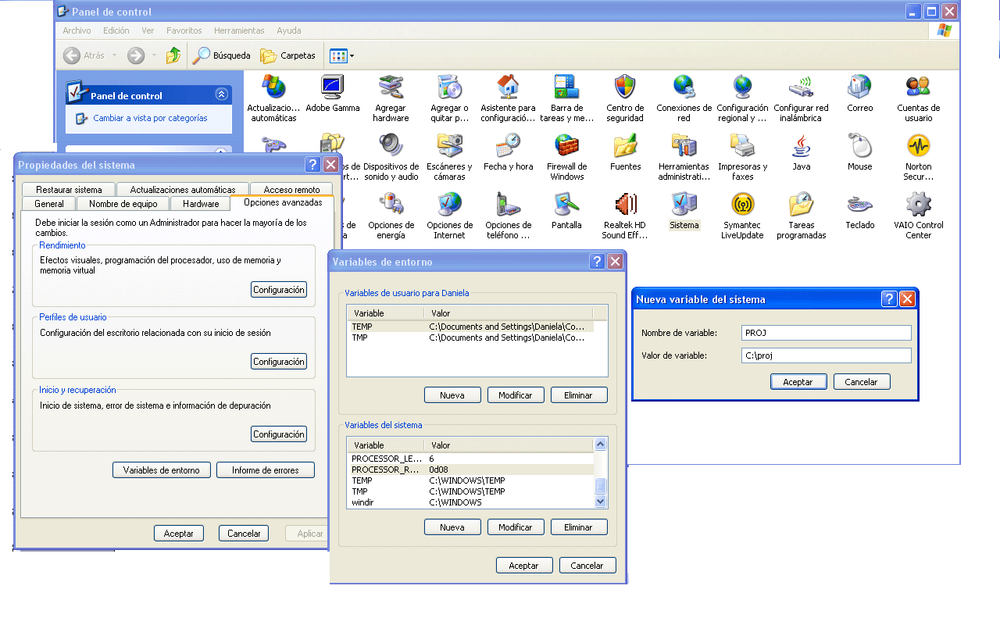 Panel de control
Archivo Edición Ver Favoritos Herramientas Ayuda
Atrás Búsqueda Carpetas
Panel de control
Cambiar a vista por categorías
Actualizacio... automáticas
Adobe Gamma
Agregar hardware
Agregar o quitar p...
Asistente para configuració...
Barra de tareas y me...
Centro de seguridad
Conexiones de red
Configuración regional y ...
Configurar red inalámbrica
Correo
Cuentas de usuario
os de
rt...
Dispositivos de sonido y audio
Escáneres y cámaras
Fecha y hora
Firewall de Windows
Fuentes
Herramientas administrati...
Impresoras y faxes
Java
Mouse
Norton Secur...
s de
a
Opciones de energía
Opciones de Internet
Opciones de teléfono ...
Pantalla
Realtek HD Sound Eff...
Sistema
Symantec LiveUpdate
Tareas programadas
Teclado
VAIO Control Center
Propiedades del sistema
Restaurar sistema Actualizaciones automáticas Acceso remoto
General Nombre de equipo Hardware Opciones avanzadas
Debe iniciar la sesión como un Administrador para hacer la mayoría de los
cambios.
Rendimiento
Efectos visuales, programación del procesador, uso de memoria y
memoria virtual
Configuración
Perfiles de usuario
Configuración del escritorio relacionada con su inicio de sesión
Configuración
Inicio y recuperación
Inicio de sistema, error de sistema e información de depuración
Configuración
Variables de entorno Informe de errores
Aceptar Cancelar Aplicar
Variables de entorno
Variables de usuario para Daniela
Variable Valor
TEMP C:\Documents and Settings\Daniela\Co...
TMP C:\Documents and Settings\Daniela\Co...
Nueva Modificar Eliminar
Variables del sistema
Variable Valor
PROCESSOR_LE... 6
PROCESSOR_R... 0d08
TEMP C:\WINDOWS\TEMP
TMP C:\WINDOWS\TEMP
windir C:\WINDOWS
Nueva Modificar Eliminar
Aceptar Cancelar
Nueva variable del sistema
Nombre de variable: PROJ
Valor de variable: C:\proj
Aceptar Cancelar